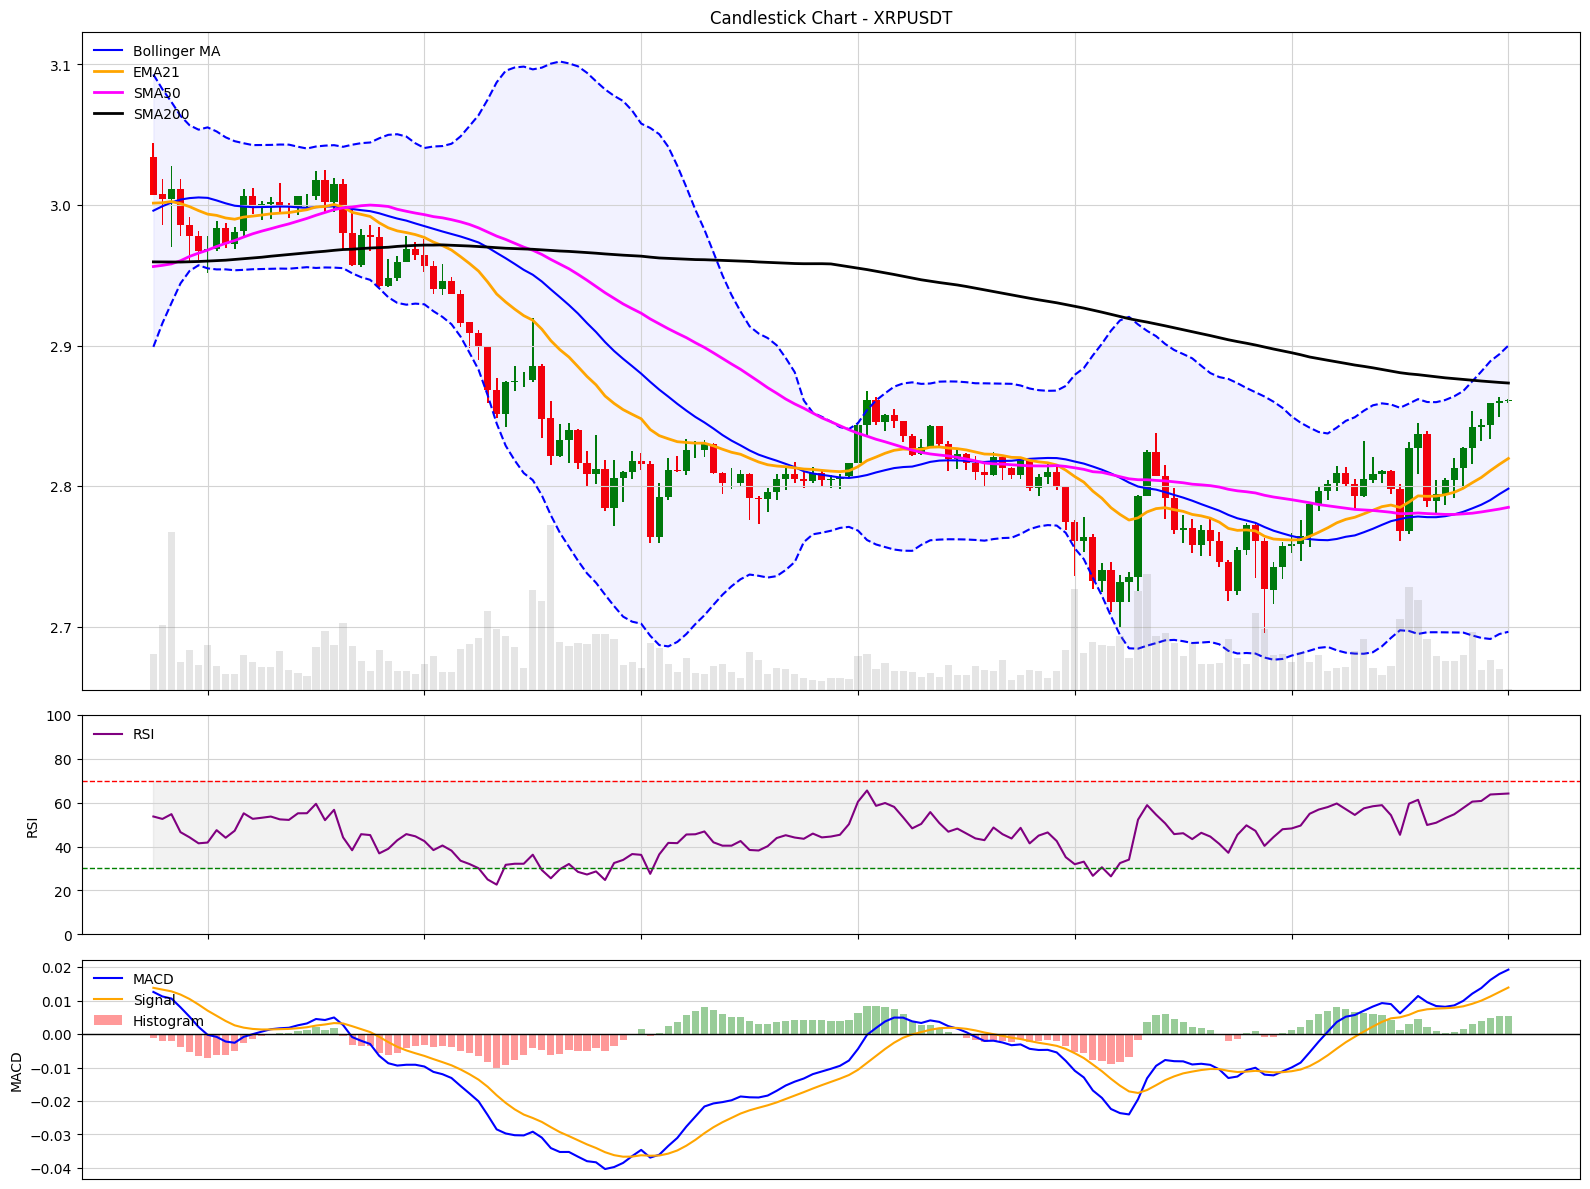 Candlestick Chart - XRPUSDT
Bollinger MA
EMA21
SMA50
SMA200
3.1
3.0
2.9
2.8
2.7
RSI
100
80
60
40
20
0
RSI
MACD
Signal
Histogram
0.02
0.01
0.00
−0.01
−0.02
−0.03
−0.04
MACD